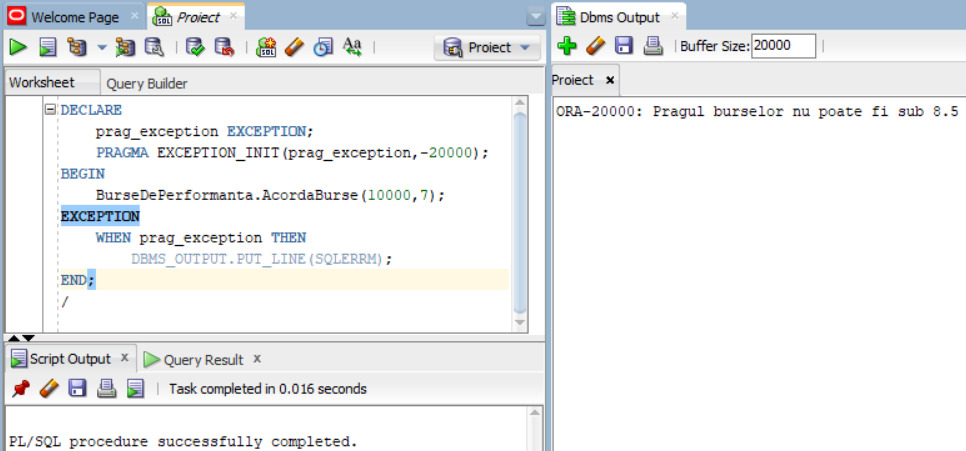 Welcome Page
Proiect
Proiect
Worksheet
Query Builder
DECLARE
prag_exception EXCEPTION;
PRAGMA EXCEPTION_INIT(prag_exception,-20000);
BEGIN
BurseDePerformanta.AcordaBurse(10000,7);
EXCEPTION
WHEN prag_exception THEN
DBMS_OUTPUT.PUT_LINE(SQLERRM);
END;
/
Script Output
Query Result
Task completed in 0.016 seconds
PL/SQL procedure successfully completed.
Dbms Output
Buffer Size: 20000
Proiect
ORA-20000: Pragul burselor nu poate fi sub 8.5